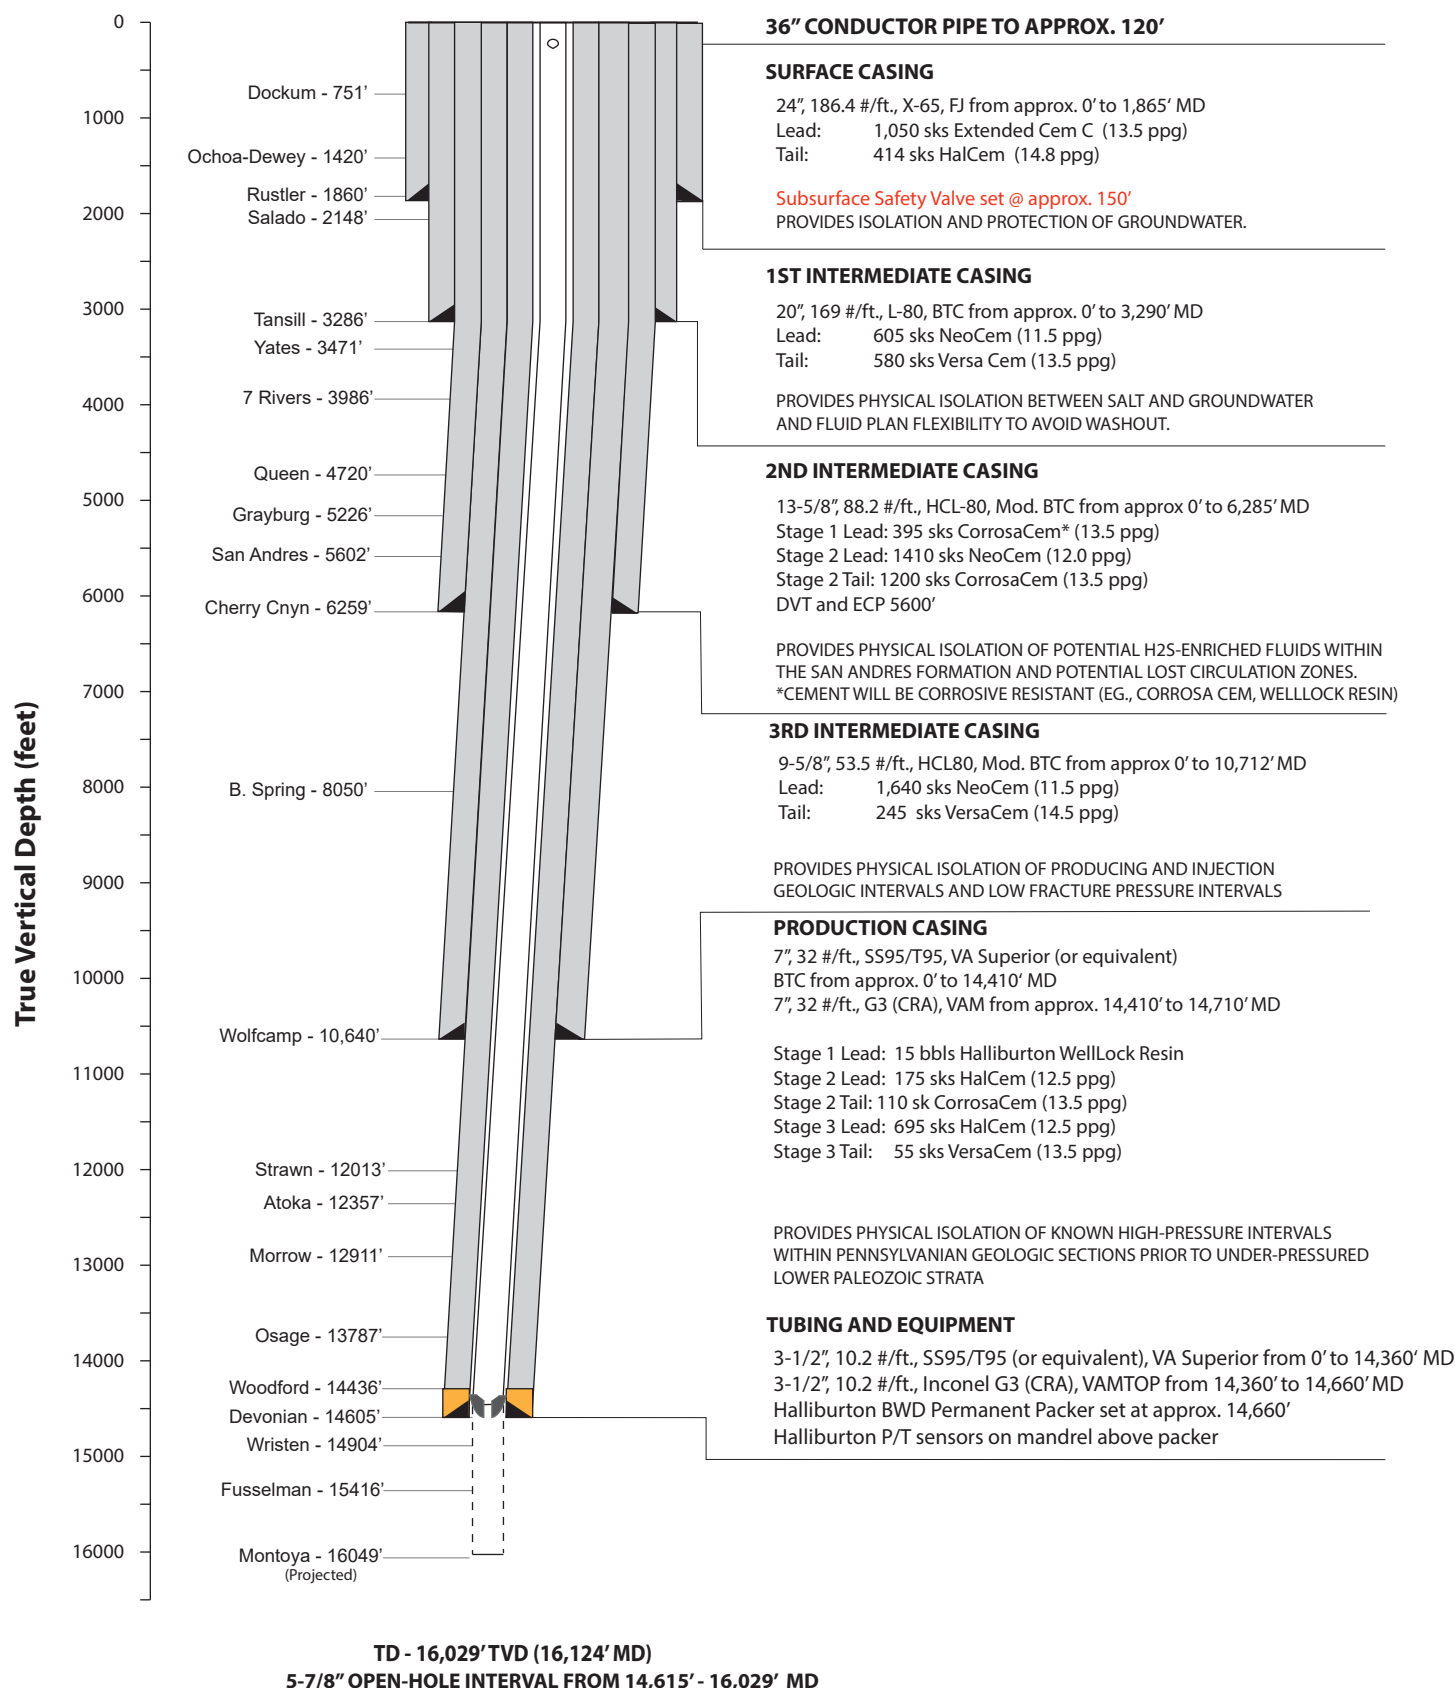 True Vertical Depth (feet)
0
1000
2000
3000
4000
5000
6000
7000
8000
9000
10000
11000
12000
13000
14000
15000
16000
Dockum - 751’
Ochoa-Dewey - 1420’
Rustler - 1860’
Salado - 2148’
Tansill - 3286’
Yates - 3471’
7 Rivers - 3986’
Queen - 4720’
Grayburg - 5226’
San Andres - 5602’
Cherry Cnyn - 6259’
B. Spring - 8050’
Wolfcamp - 10,640’
Strawn - 12013’
Atoka - 12357’
Morrow - 12911’
Osage - 13787’
Woodford - 14436’
Devonian - 14605’
Wristen - 14904’
Fusselman - 15416’
Montoya - 16049’
(Projected)
36” CONDUCTOR PIPE TO APPROX. 120’
SURFACE CASING
24”, 186.4 #/ft., X-65, FJ from approx. 0’ to 1,865‘ MD
Lead: 1,050 sks Extended Cem C (13.5 ppg)
Tail: 414 sks HalCem (14.8 ppg)
Subsurface Safety Valve set @ approx. 150’
PROVIDES ISOLATION AND PROTECTION OF GROUNDWATER.
1ST INTERMEDIATE CASING
20”, 169 #/ft., L-80, BTC from approx. 0’ to 3,290’ MD
Lead: 605 sks NeoCem (11.5 ppg)
Tail: 580 sks Versa Cem (13.5 ppg)
PROVIDES PHYSICAL ISOLATION BETWEEN SALT AND GROUNDWATER
AND FLUID PLAN FLEXIBILITY TO AVOID WASHOUT.
2ND INTERMEDIATE CASING
13-5/8”, 88.2 #/ft., HCL-80, Mod. BTC from approx 0’ to 6,285’ MD
Stage 1 Lead: 395 sks CorrosaCem* (13.5 ppg)
Stage 2 Lead: 1410 sks NeoCem (12.0 ppg)
Stage 2 Tail: 1200 sks CorrosaCem (13.5 ppg)
DVT and ECP 5600’
PROVIDES PHYSICAL ISOLATION OF POTENTIAL H2S-ENRICHED FLUIDS WITHIN
THE SAN ANDRES FORMATION AND POTENTIAL LOST CIRCULATION ZONES.
*CEMENT WILL BE CORROSIVE RESISTANT (EG., CORROSA CEM, WELLLOCK RESIN)
3RD INTERMEDIATE CASING
9-5/8”, 53.5 #/ft., HCL80, Mod. BTC from approx 0’ to 10,712’ MD
Lead: 1,640 sks NeoCem (11.5 ppg)
Tail: 245 sks VersaCem (14.5 ppg)
PROVIDES PHYSICAL ISOLATION OF PRODUCING AND INJECTION
GEOLOGIC INTERVALS AND LOW FRACTURE PRESSURE INTERVALS
PRODUCTION CASING
7”, 32 #/ft., SS95/T95, VA Superior (or equivalent)
BTC from approx. 0’ to 14,410‘ MD
7”, 32 #/ft., G3 (CRA), VAM from approx. 14,410’ to 14,710’ MD
Stage 1 Lead: 15 bbls Halliburton WellLock Resin
Stage 2 Lead: 175 sks HalCem (12.5 ppg)
Stage 2 Tail: 110 sk CorrosaCem (13.5 ppg)
Stage 3 Lead: 695 sks HalCem (12.5 ppg)
Stage 3 Tail: 55 sks VersaCem (13.5 ppg)
PROVIDES PHYSICAL ISOLATION OF KNOWN HIGH-PRESSURE INTERVALS
WITHIN PENNSYLVANIAN GEOLOGIC SECTIONS PRIOR TO UNDER-PRESSURED
LOWER PALEOZOIC STRATA
TUBING AND EQUIPMENT
3-1/2”, 10.2 #/ft., SS95/T95 (or equivalent), VA Superior from 0’ to 14,360‘ MD
3-1/2”, 10.2 #/ft., Inconel G3 (CRA), VAMTOP from 14,360’ to 14,660’ MD
Halliburton BWD Permanent Packer set at approx. 14,660’
Halliburton P/T sensors on mandrel above packer
TD - 16,029’ TVD (16,124’ MD)
5-7/8” OPEN-HOLE INTERVAL FROM 14,615’ - 16,029’ MD